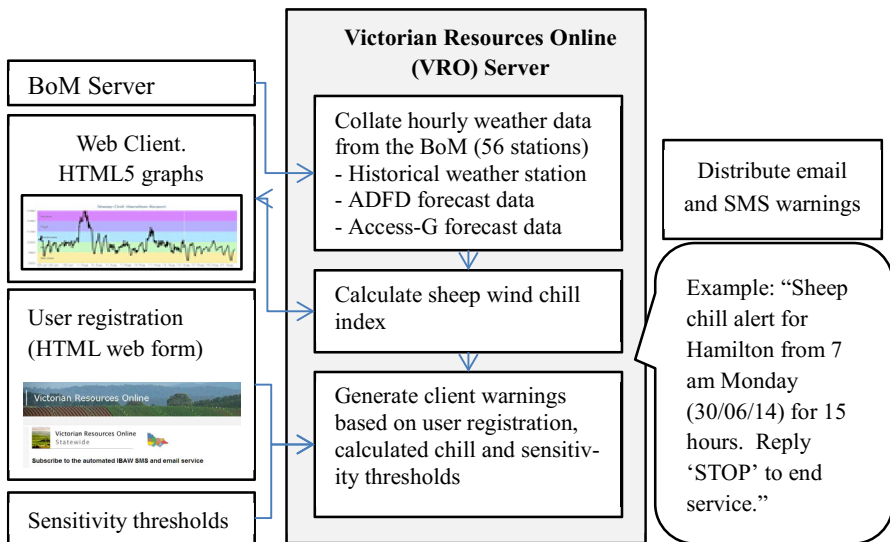 Victorian Resources Online
(VRO) Server
BoM Server
Web Client.
HTML5 graphs
User registration
(HTML web form)
Victorian Resources Online
Victorian Resources Online
Statewide
Subscribe to the automated IBAW SMS and email service
Sensitivity thresholds
Collate hourly weather data
from the BoM (56 stations)
- Historical weather station
- ADFD forecast data
- Access-G forecast data
Calculate sheep wind chill
index
Generate client warnings
based on user registration,
calculated chill and sensitiv-
ity thresholds
Distribute email
and SMS warnings
Example: “Sheep
chill alert for
Hamilton from 7
am Monday
(30/06/14) for 15
hours.  Reply
‘STOP’ to end
service.”